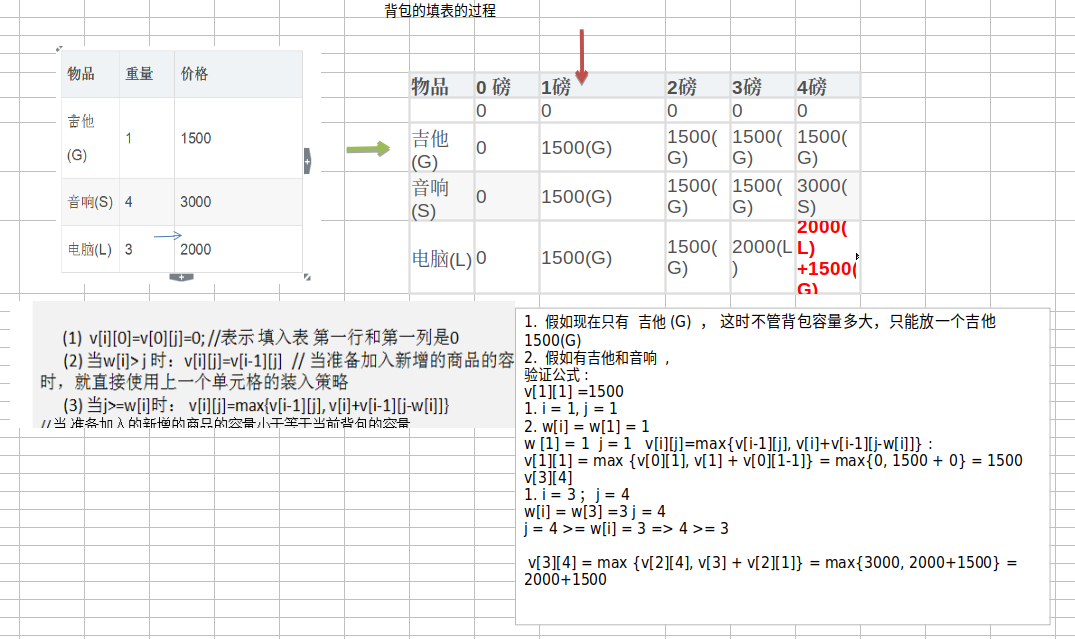 背包的填表的过程
物品 重量 价格
吉他
(G) 1 1500
音响(S) 4 3000
电脑(L) 3 2000
物品 0 磅 1磅 2磅 3磅 4磅
0 0 0 0 0
吉他(G) 0 1500(G) 1500(G) 1500(G) 1500(G)
音响(S) 0 1500(G) 1500(G) 1500(G) 3000(S)
电脑(L) 0 1500(G) 1500(G) 2000(L) 2000(L)+1500(G)
(1) v[i][0]=v[0][j]=0; //表示 填入表 第一行和第一列是0
(2) 当w[i]> j 时：v[i][j]=v[i-1][j] // 当准备加入新增的商品的容
时，就直接使用上一个单元格的装入策略
(3) 当j>=w[i]时： v[i][j]=max{v[i-1][j], v[i]+v[i-1][j-w[i]]}
// 当 准备加入的新增的商品的容量小于等于当前背包的容量
1. 假如现在只有 吉他 (G) ， 这时不管背包容量多大，只能放一个吉他
1500(G)
2. 假如有吉他和音响，
验证公式：
v[1][1] =1500
1. i = 1, j = 1
2. w[i] = w[1] = 1
w [1] = 1 j = 1 v[i][j]=max{v[i-1][j], v[i]+v[i-1][j-w[i]]} :
v[1][1] = max {v[0][1], v[1] + v[0][1-1]} = max{0, 1500 + 0} = 1500
v[3][4]
1. i = 3；j = 4
w[i] = w[3] =3 j = 4
j = 4 >= w[i] = 3 => 4 >= 3
v[3][4] = max {v[2][4], v[3] + v[2][1]} = max{3000, 2000+1500} =
2000+1500